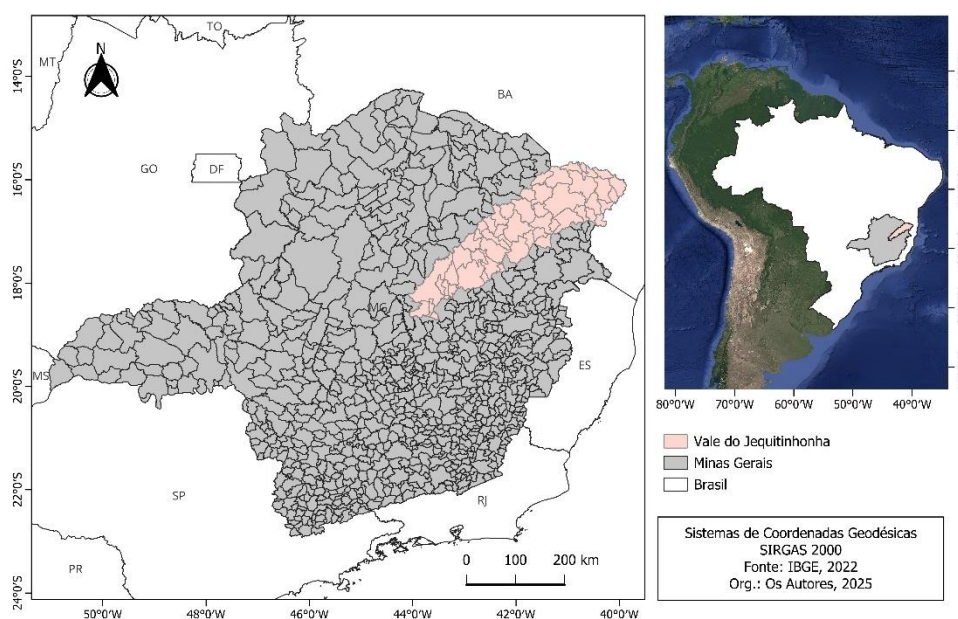 TO
MT
N
14°0'S
BA
GO
DF
16°0'S
18°0'S
MG
MS
20°0'S
ES
22°0'S
SP
RJ
PR
24°0'S
0 100 200 km
50°0'W 48°0'W 46°0'W 44°0'W 42°0'W 40°0'W
80°0'W 70°0'W 60°0'W 50°0'W 40°0'W
Vale do Jequitinhonha
Minas Gerais
Brasil
Sistemas de Coordenadas Geodésicas
SIRGAS 2000
Fonte: IBGE, 2022
Org.: Os Autores, 2025